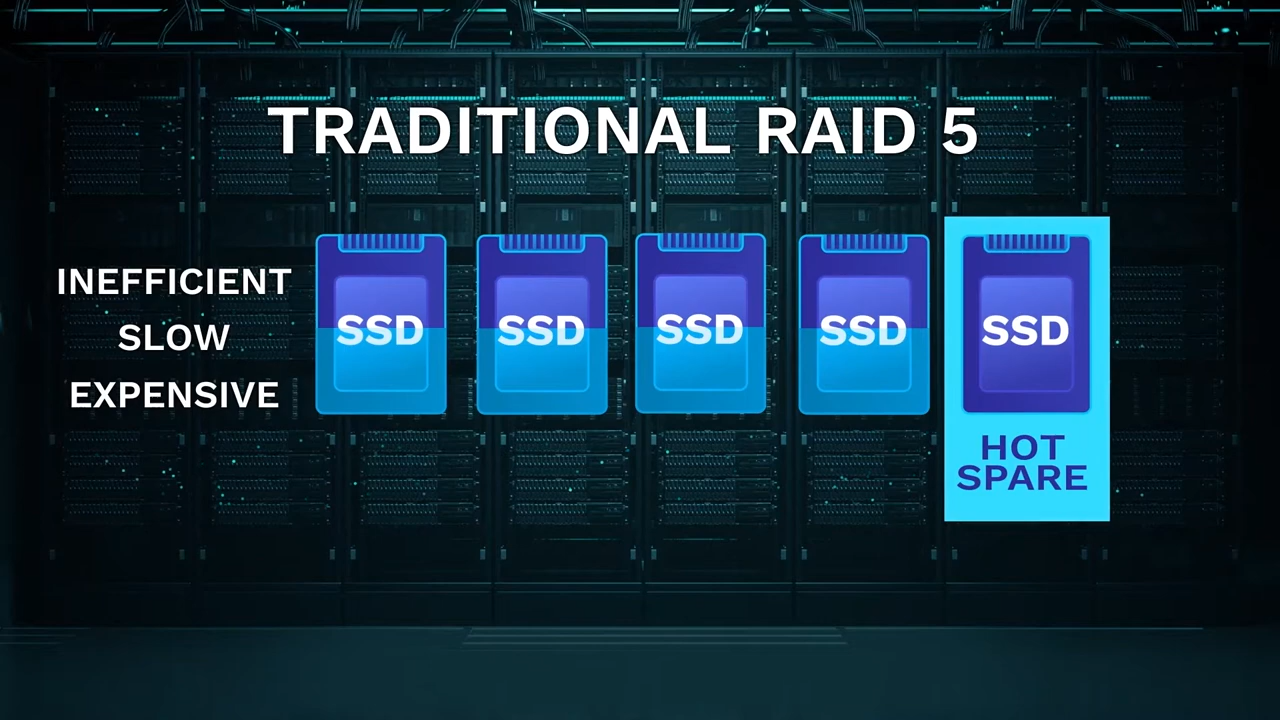 TRADITIONAL RAID 5
INEFFICIENT
SLOW
EXPENSIVE
SSD
SSD
SSD
SSD
SSD
HOT
SPARE